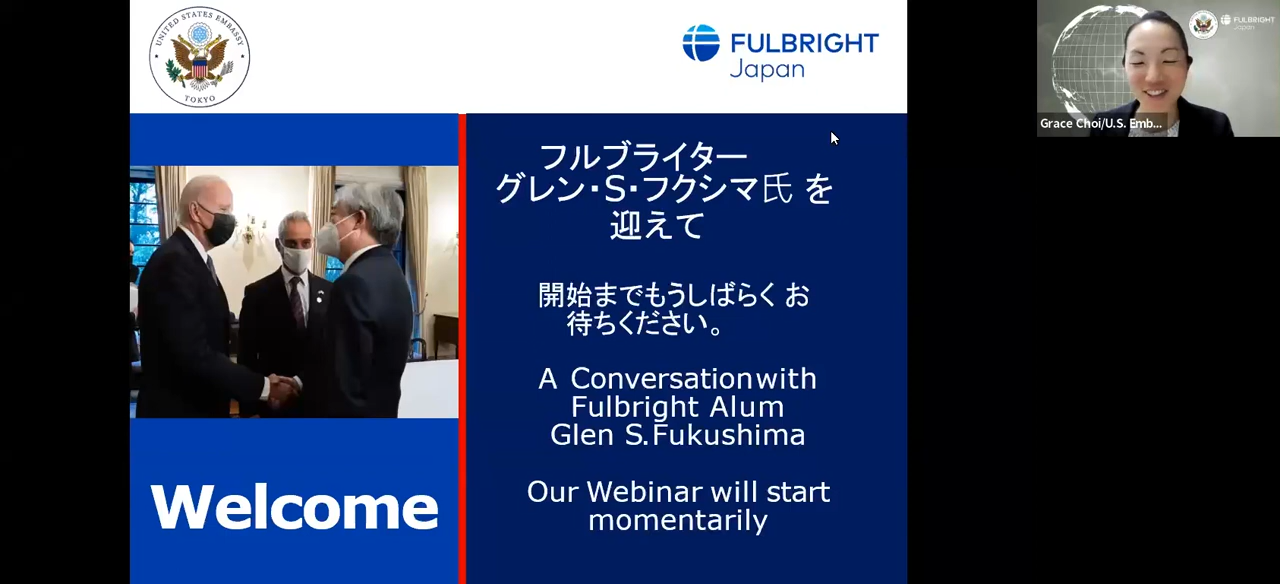 UNITED STATES EMBASSY
TOKYO
FULBRIGHT
Japan
フルブライター
グレン・S・フクシマ氏 を
迎えて
開始までもうしばらく お
待ちください。
A Conversationwith
Fulbright Alum
Glen S.Fukushima
Our Webinar will start
momentarily
Welcome
FULBRIGHT
Japan
Grace Choi/U.S. Emb...